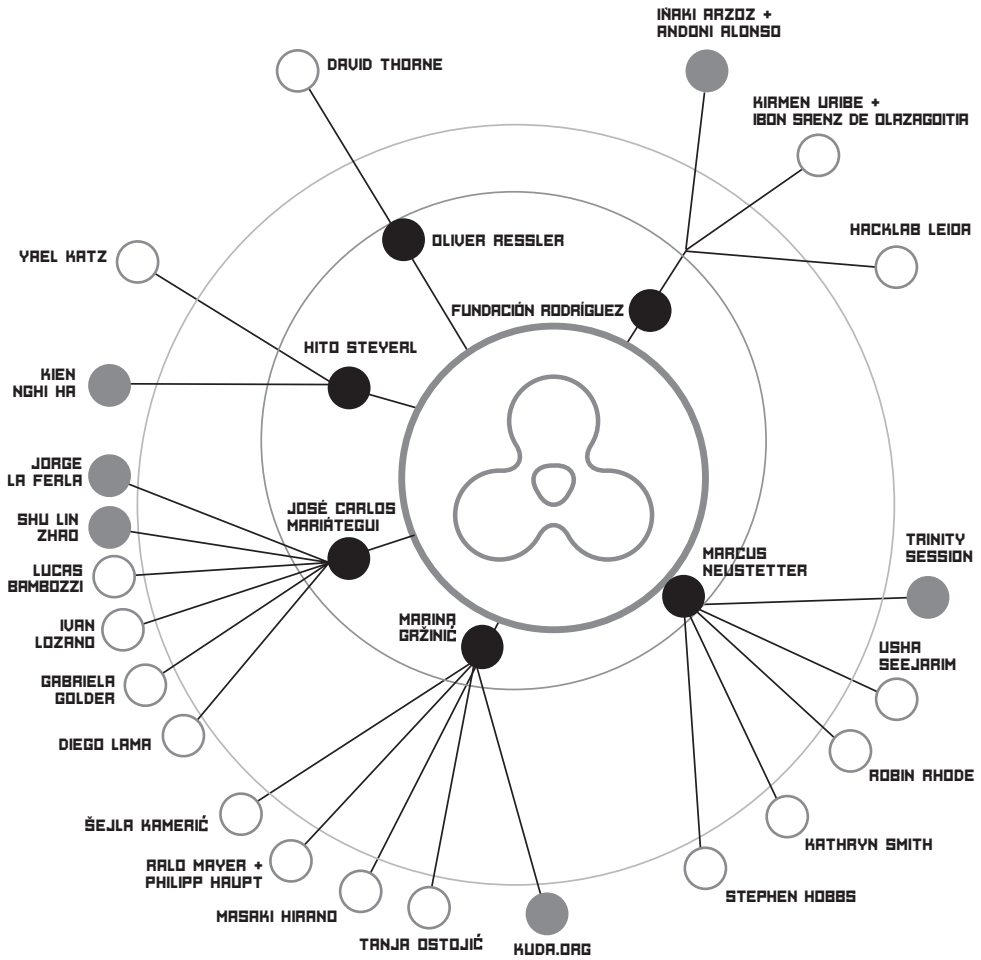 IÑAKI ARZOZ +
ANDONI ALONSO
DAVID THORNE
KIRMEN URIBE +
IBON SAENZ DE OLAZAGOITIA
HACKLAB LEIOA
OLIVER RESSLER
YAEL KATZ
FUNDACIÓN RODRÍGUEZ
HITO STEYERL
KIEN
NGHI HA
JORGE
LA FERLA
JOSÉ CARLOS
MARIÁTEGUI
SHU LIN
ZHAO
LUCAS
BAMBOZZI
MARCUS
NEUSTETTER
TRINITY
SESSION
IVAN
LOZANO
MARINA
GRŽINIĆ
USHA
SEEJARIM
GABRIELA
GOLDER
DIEGO LAMA
ROBIN RHODE
ŠEJLA KAMERIĆ
KATHRYN SMITH
RALO MAYER +
PHILIPP HAUPT
STEPHEN HOBBS
MASAKI HIRANO
TANJA OSTOJIĆ
KUDA.ORG